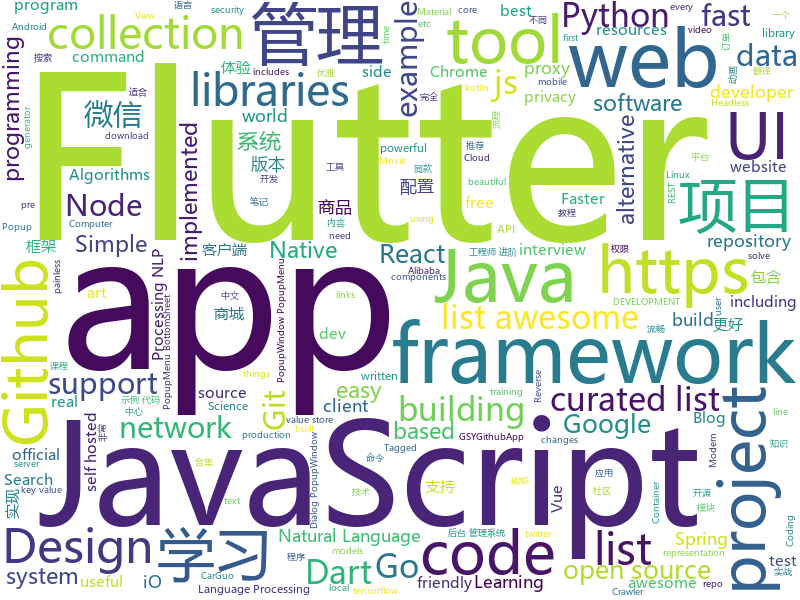 program
语言
View
security
Material
etc
core
best
不同
every
Python
fast
一个
library
Android
time
video
搜索
collection
管理
tool
first
resources
订单
command
includes
优雅
体验
side
Chrome
proxy
动画
翻译
data
programming
适合
mobile
kotlin
完全
js
privacy
developer
Headless
微信
libraries
example
web
software
generator
download
world
系统
UI
implemented
powerful
流程
alternative
Algorithms
版本
Movie
同款
推荐
Cloud
Linux
平台
website
pre
工具
开发
配置
beautiful
REST
Flutter
项目
Node
Computer
笔记
商品
free
using
API
教程
框架
Simple
客户端
Native
React
Faster
interview
工程师 进阶
权限
repository
solve
Popup
art
Processing NLP
app
Java
need
内容
Alibaba
components
https
DEVELOPMENT
user
包含
painless
中文
links
list awesome
build
including
Github
商城
PopupWindow PopupMenu
dev
流畅
更好
framework
课程
support
things
source
real
Science
示例 代码
中心
PopupMenu BottomSheet
written
easy
building
curated list
training
Reverse
Git
client
value store
production
built
network
based
GSYGithubApp
Google
Blog
line
self hosted
非常
official
server
changes
Vue
Modern
知识
Search
key value
实现
合集
JavaScript
命令
支持
能够
应用
社区
test
project
Tagged
Dialog PopupWindow
text
技术
Container
开源
模块
Coding
Design
学习
code
list
Natural Language
后台 管理系统
Spring
representation
system
iO
Dart
Go
open source
useful
程序
models
friendly
Learning
awesome
repo
实战
CarGuo
Language Processing
local
tensorflow
twitter
Crawler